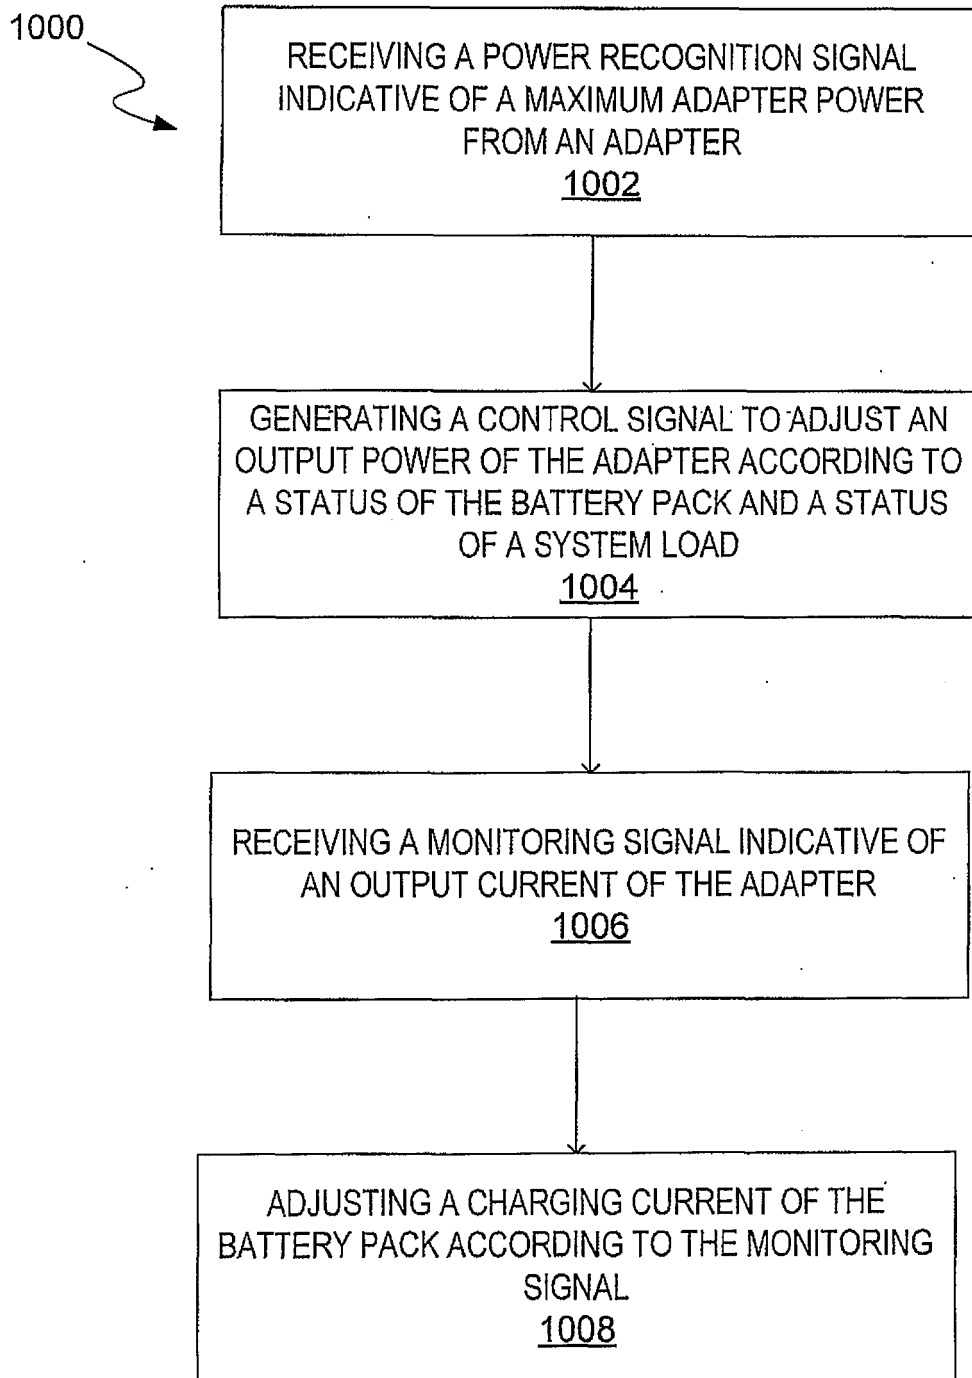 1000
RECEIVING A POWER RECOGNITION SIGNAL
INDICATIVE OF A MAXIMUM ADAPTER POWER
FROM AN ADAPTER
1002
GENERATING A CONTROL SIGNAL TO ADJUST AN
OUTPUT POWER OF THE ADAPTER ACCORDING TO
A STATUS OF THE BATTERY PACK AND A STATUS
OF A SYSTEM LOAD
1004
RECEIVING A MONITORING SIGNAL INDICATIVE OF
AN OUTPUT CURRENT OF THE ADAPTER
1006
ADJUSTING A CHARGING CURRENT OF THE
BATTERY PACK ACCORDING TO THE MONITORING
SIGNAL
1008